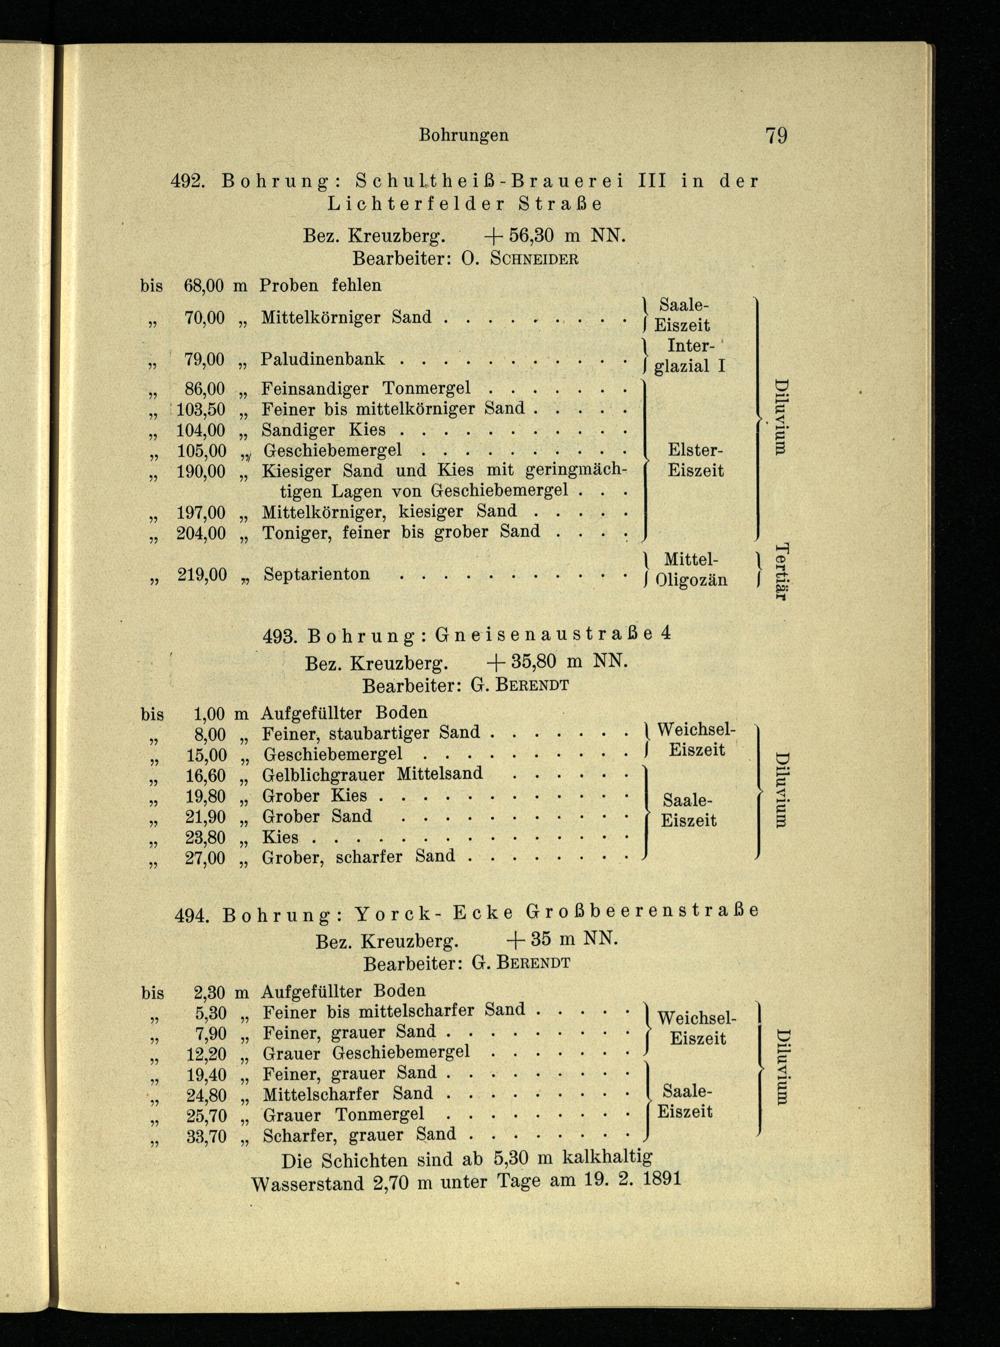 Bohrungen 79
492. Bohrung: Schultheiß-Brauerei III in der
Lichterfelder Straße
Bez. Kreuzberg. + 56,30 m NN.
Bearbeiter: O. SCHNEIDER
bis 68,00 m Proben fehlen
„ 70,00 „ Mittelkörniger Sand . . . . . . . . . } Saale-Eiszeit
„ 79,00 „ Paludinenbank . . . . . . . . . . . } Inter-glazial I
„ 86,00 „ Feinsandiger Tonmergel . . . . . . .
„ 103,50 „ Feiner bis mittelkörniger Sand . . . . .
„ 104,00 „ Sandiger Kies . . . . . . . . . . .
„ 105,00 „ Geschiebemergel . . . . . . . . . . Elster-
„ 190,00 „ Kiesiger Sand und Kies mit geringmäch- Eiszeit
tigen Lagen von Geschiebemergel . . .
„ 197,00 „ Mittelkörniger, kiesiger Sand . . . . .
„ 204,00 „ Toniger, feiner bis grober Sand . . . .
Diluvium
„ 219,00 „ Septarienton . . . . . . . . . . . } Mittel-Oligozän } Tertiär
493. Bohrung: Gneisenaustraße 4
Bez. Kreuzberg. + 35,80 m NN.
Bearbeiter: G. BERENDT
bis 1,00 m Aufgefüllter Boden
„ 8,00 „ Feiner, staubartiger Sand . . . . . . . } Weichsel-
„ 15,00 „ Geschiebemergel . . . . . . . . . . } Eiszeit
„ 16,60 „ Gelblichgrauer Mittelsand . . . . . .
„ 19,80 „ Grober Kies . . . . . . . . . . . . Saale-
„ 21,90 „ Grober Sand . . . . . . . . . . . Eiszeit
„ 23,80 „ Kies . . . . . . . . . . . . . . .
„ 27,00 „ Grober, scharfer Sand . . . . . . . .
Diluvium
494. Bohrung: Yorck- Ecke Großbeerenstraße
Bez. Kreuzberg. + 35 m NN.
Bearbeiter: G. BERENDT
bis 2,30 m Aufgefüllter Boden
„ 5,30 „ Feiner bis mittelscharfer Sand . . . . . Weichsel-
„ 7,90 „ Feiner, grauer Sand . . . . . . . . . Eiszeit
„ 12,20 „ Grauer Geschiebemergel . . . . . . .
„ 19,40 „ Feiner, grauer Sand . . . . . . . . .
„ 24,80 „ Mittelscharfer Sand . . . . . . . . . Saale-
„ 25,70 „ Grauer Tonmergel . . . . . . . . . Eiszeit
„ 33,70 „ Scharfer, grauer Sand . . . . . . . .
Diluvium
Die Schichten sind ab 5,30 m kalkhaltig
Wasserstand 2,70 m unter Tage am 19. 2. 1891